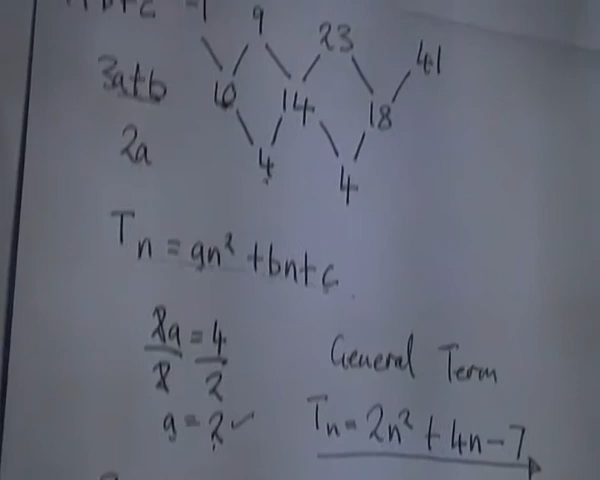 a+b+c -1 9 23 41
3a+b 10 14 18
2a 4 4
Tn = an² + bn + c
2a = 4
2 2
a = 2 ✓
General Term
Tn = 2n² + 4n - 7